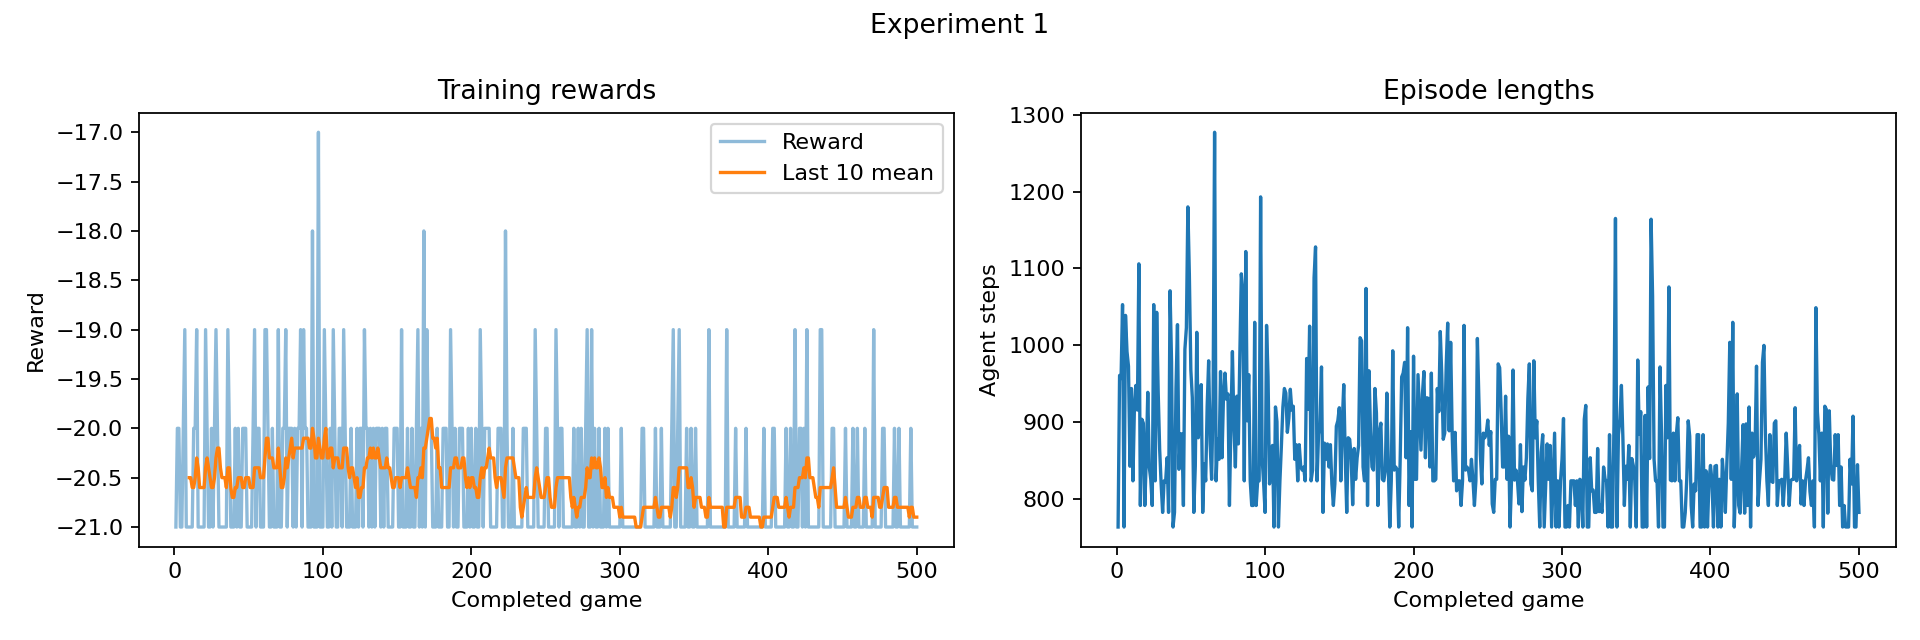 Experiment 1
Training rewards
−17.0
−17.5
−18.0
−18.5
−19.0
−19.5
−20.0
−20.5
−21.0
Reward
Reward
Last 10 mean
0 100 200 300 400 500
Completed game
Episode lengths
1300
1200
1100
1000
900
800
Agent steps
0 100 200 300 400 500
Completed game